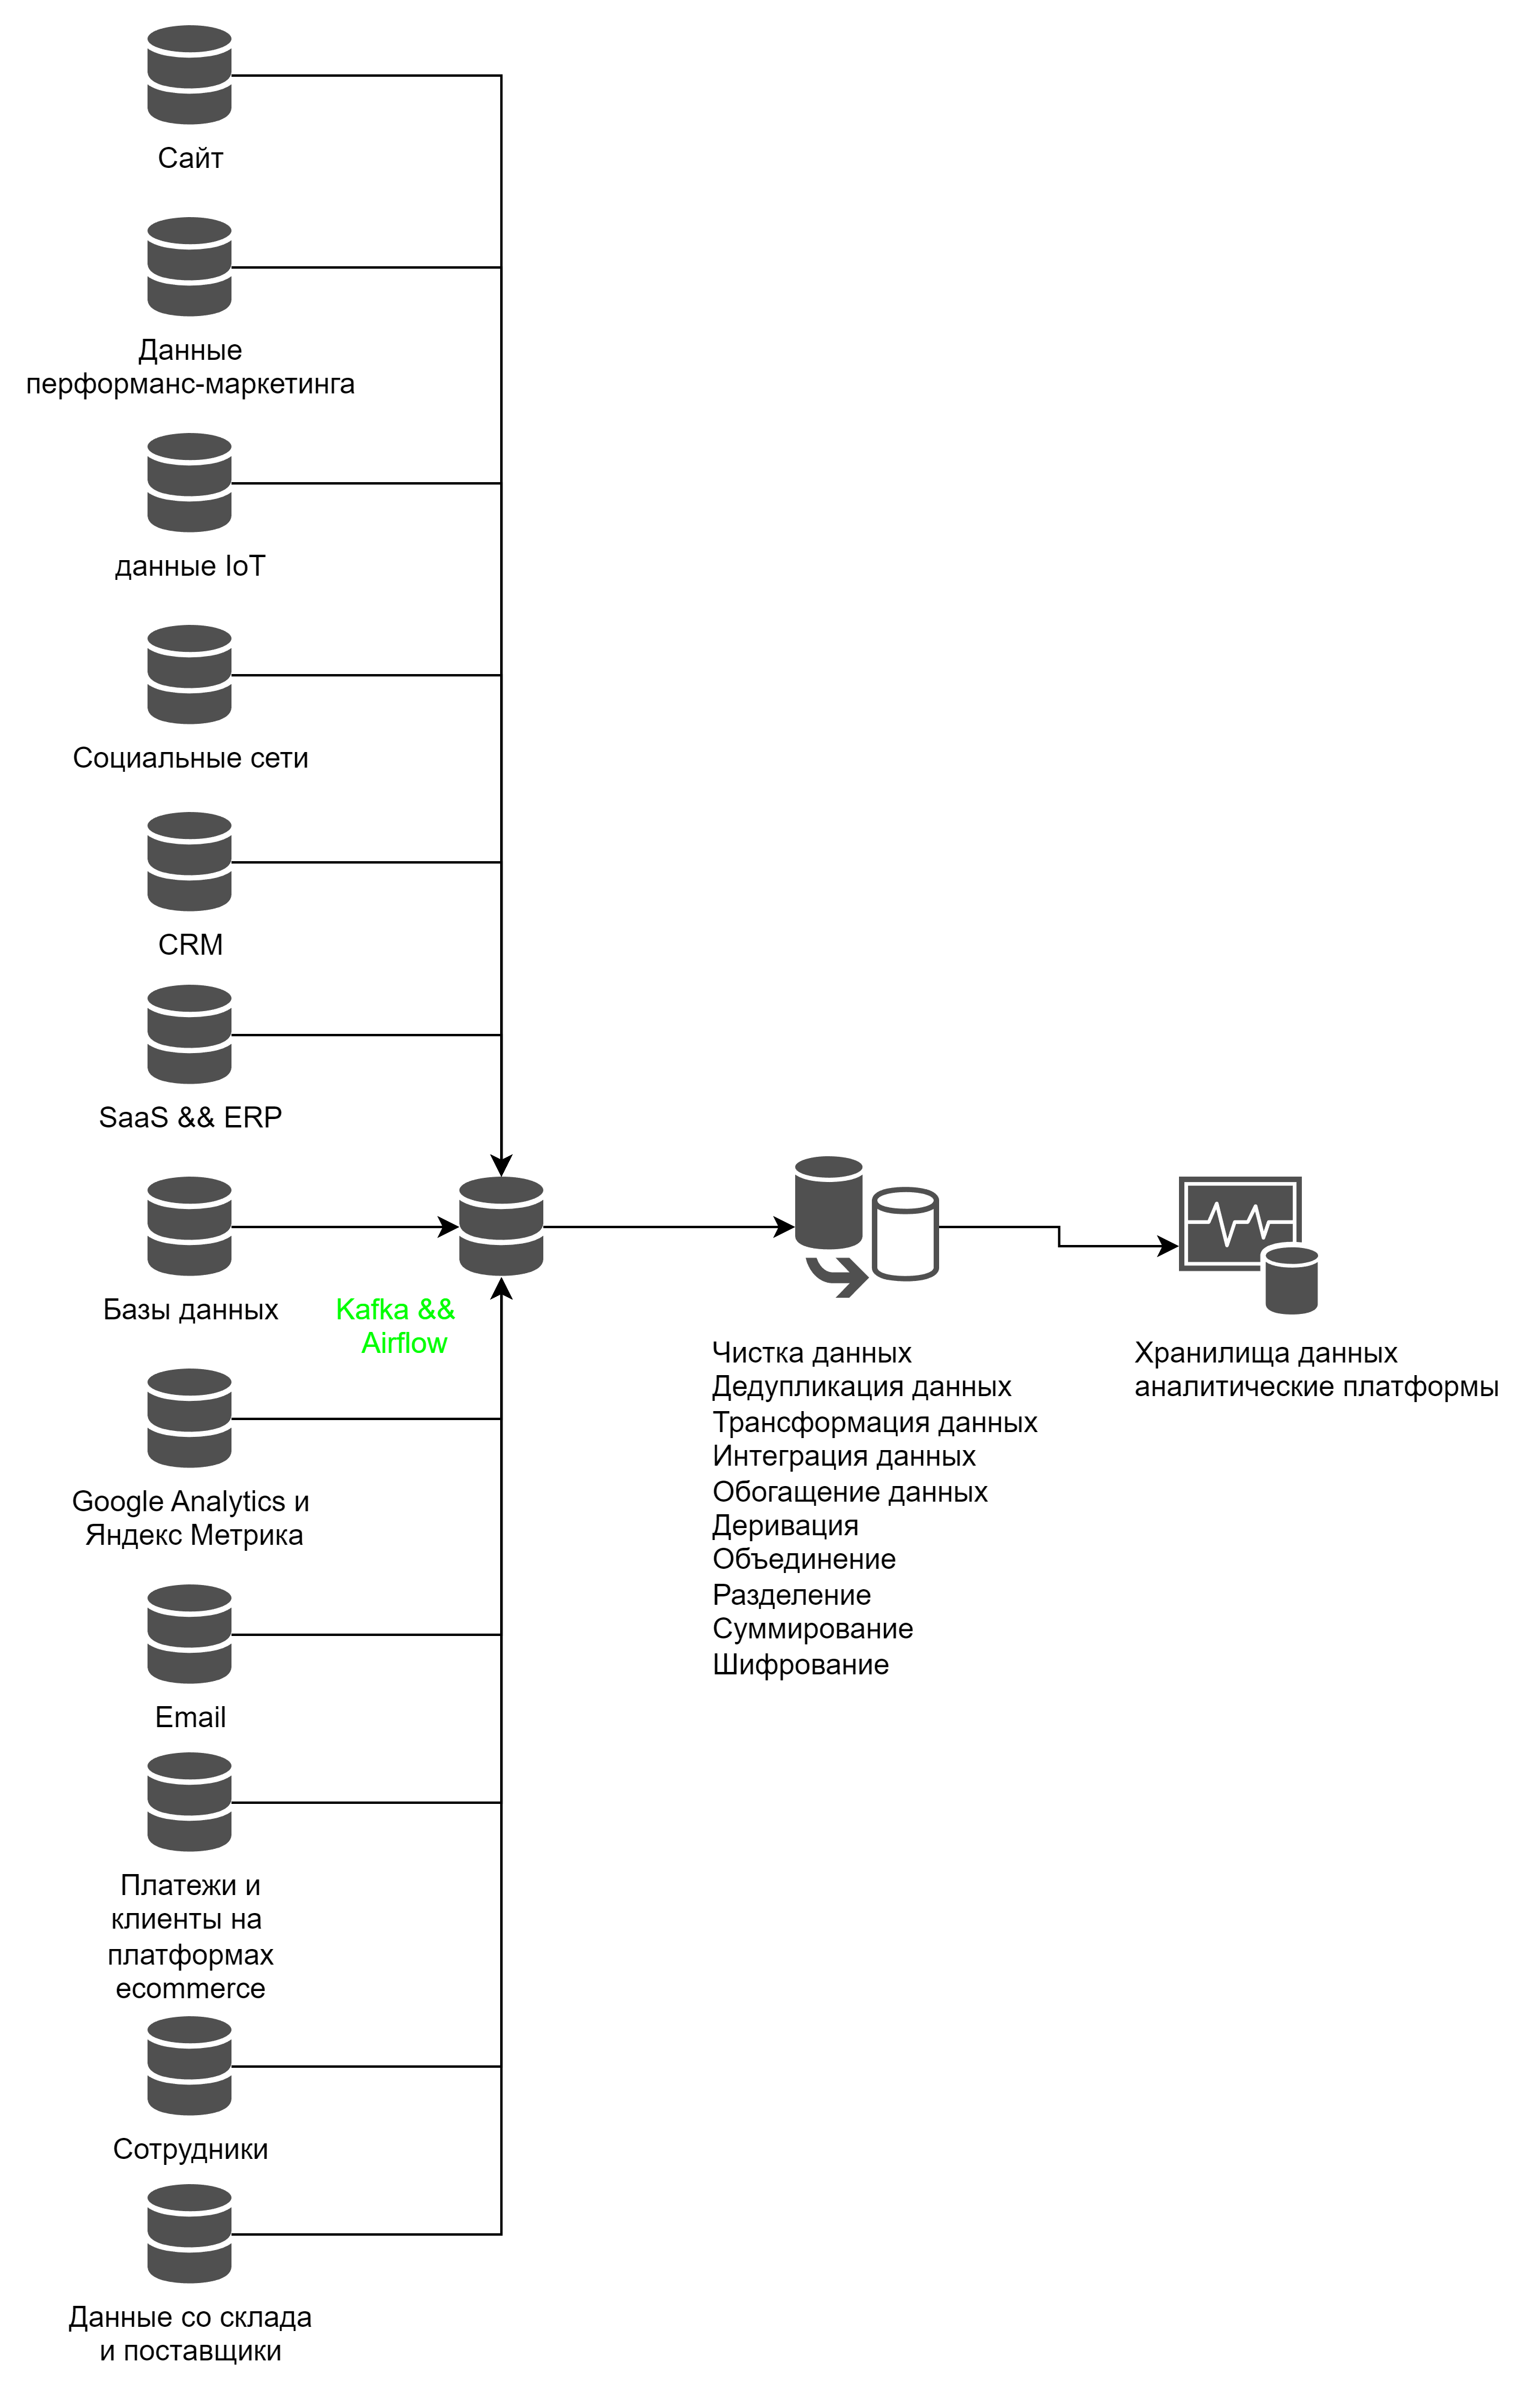 Сайт
Данные
перформанс-маркетинга
данные IoT
Социальные сети
CRM
SaaS && ERP
Базы данных
Kafka &&
Airflow
Google Analytics и
Яндекс Метрика
Email
Платежи и
клиенты на
платформах
ecommerce
Сотрудники
Данные со склада
и поставщики
Чистка данных
Дедупликация данных
Трансформация данных
Интеграция данных
Обогащение данных
Деривация
Объединение
Разделение
Суммирование
Шифрование
Хранилища данных
аналитические платформы